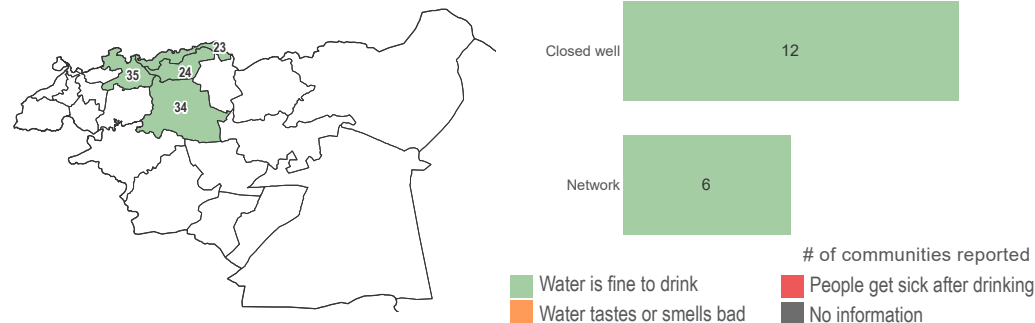 23
35
24
34
Closed well
12
Network
6
# of communities reported
Water is fine to drink
People get sick after drinking
Water tastes or smells bad
No information